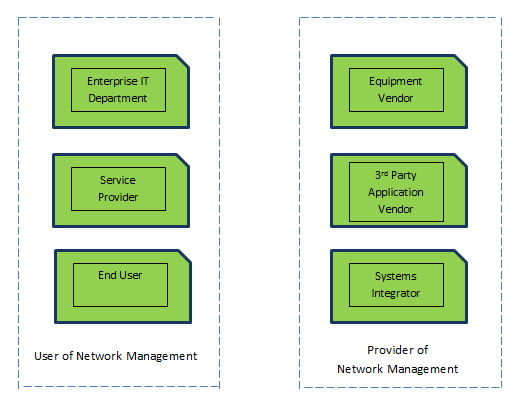 Enterprise IT
Department
Service
Provider
End User
User of Network Management
Equipment
Vendor
3rd Party
Application
Vendor
Systems
Integrator
Provider of
Network Management